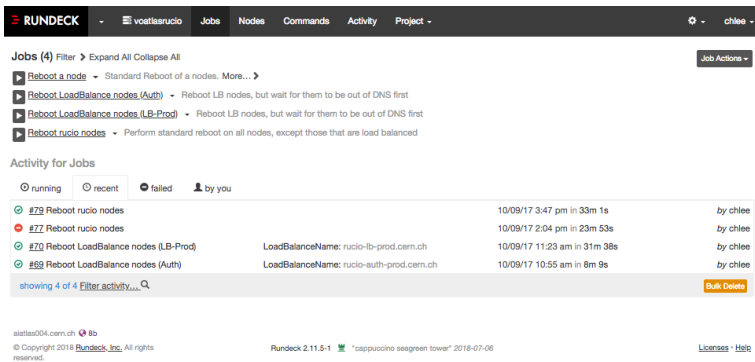 RUNDECK voatlasrucio Jobs Nodes Commands Activity Project chlee
Jobs (4) Filter Expand All Collapse All Job Actions
Reboot a node Standard Reboot of a nodes. More...
Reboot LoadBalance nodes (Auth) Reboot LB nodes, but wait for them to be out of DNS first
Reboot LoadBalance nodes (LB-Prod) Reboot LB nodes, but wait for them to be out of DNS first
Reboot rucio nodes Perform standard reboot on all nodes, except those that are load balanced
Activity for Jobs
running recent failed by you
#79 Reboot rucio nodes 10/09/17 3:47 pm in 33m 1s by chlee
#77 Reboot rucio nodes 10/09/17 2:04 pm in 23m 53s by chlee
#70 Reboot LoadBalance nodes (LB-Prod) LoadBalanceName: rucio-lb-prod.cern.ch 10/09/17 11:23 am in 31m 38s by chlee
#69 Reboot LoadBalance nodes (Auth) LoadBalanceName: rucio-auth-prod.cern.ch 10/09/17 10:55 am in 8m 9s by chlee
showing 4 of 4 Filter activity... Bulk Delete
aiatlas004.cern.ch 8b
© Copyright 2018 Rundeck, Inc. All rights
reserved.
Rundeck 2.11.5-1 "cappuccino seagreen tower" 2018-07-06 Licenses · Help